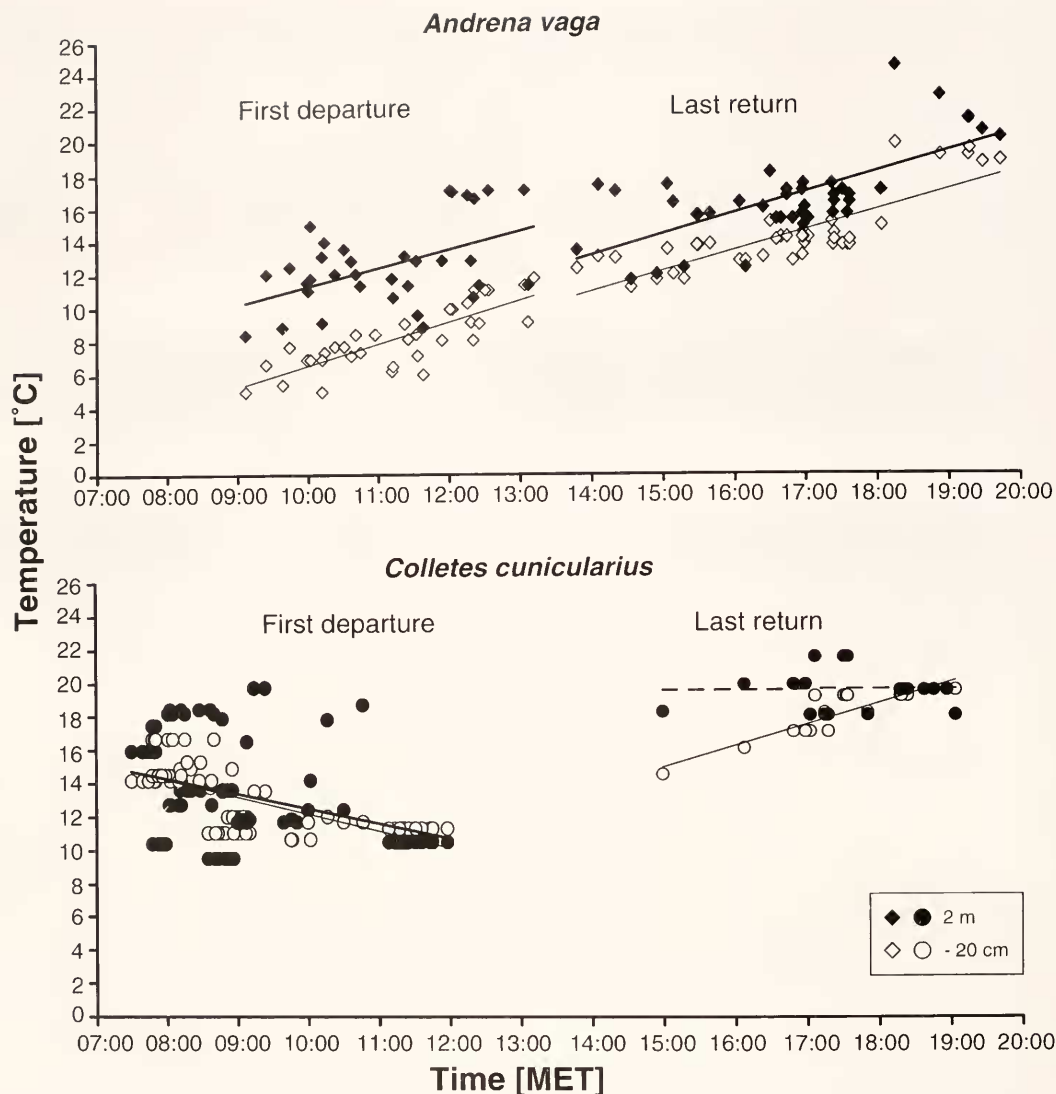 Andrena vaga
Temperature [°C]
26
24
22
20
18
16
14
12
10
8
6
4
2
0
First departure
Last return
07:00 08:00 09:00 10:00 11:00 12:00 13:00 14:00 15:00 16:00 17:00 18:00 19:00 20:00
Colletes cunicularius
26
24
22
20
18
16
14
12
10
8
6
4
2
0
First departure
Last return
2 m
- 20 cm
07:00 08:00 09:00 10:00 11:00 12:00 13:00 14:00 15:00 16:00 17:00 18:00 19:00 20:00
Time [MET]